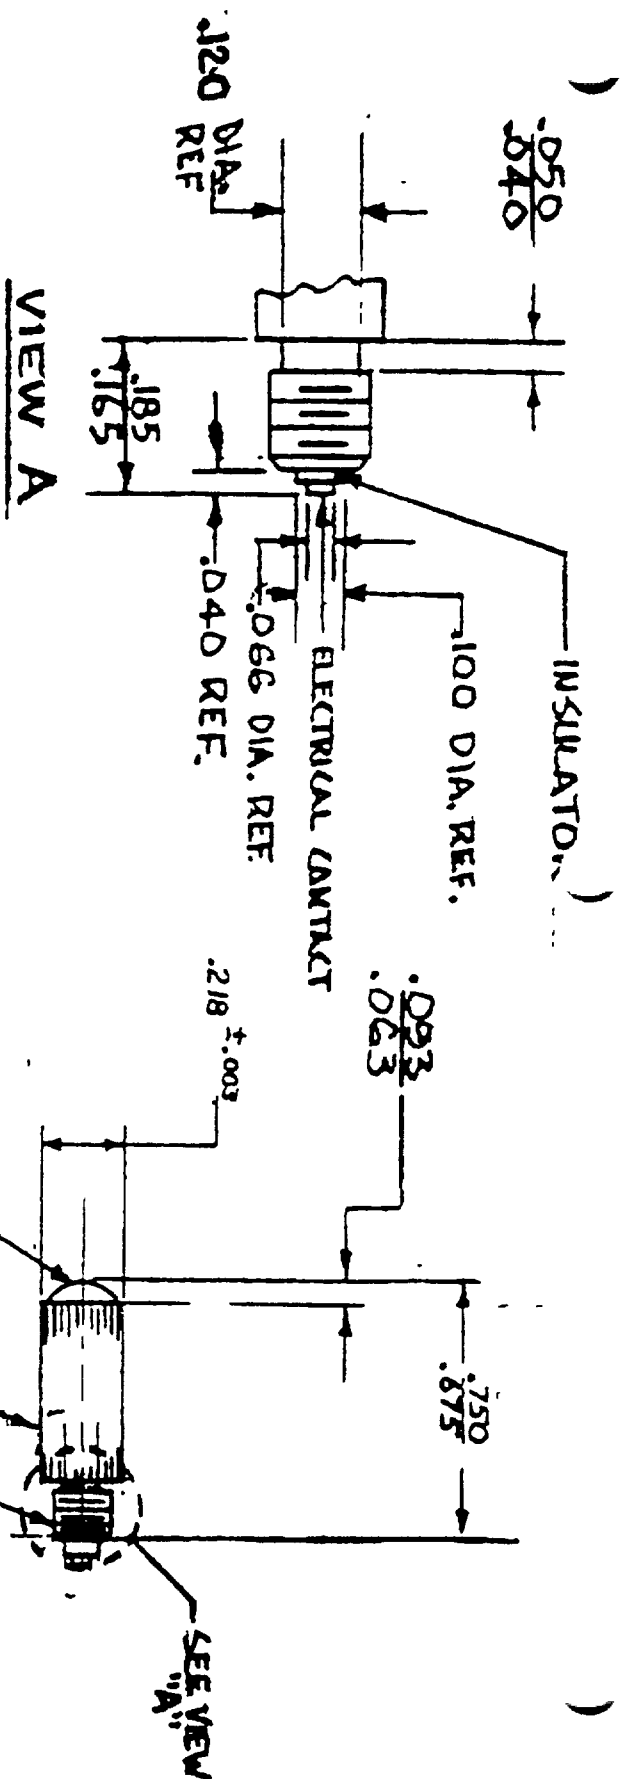 .050
.040
.120 DIA.
REF
.185
.165
VIEW A
.040 REF.
.066 DIA. REF.
ELECTRICAL CONTACT
.100 DIA. REF.
.093
.063
.218 ±.003
.750
.675
SEE VIEW
"A"